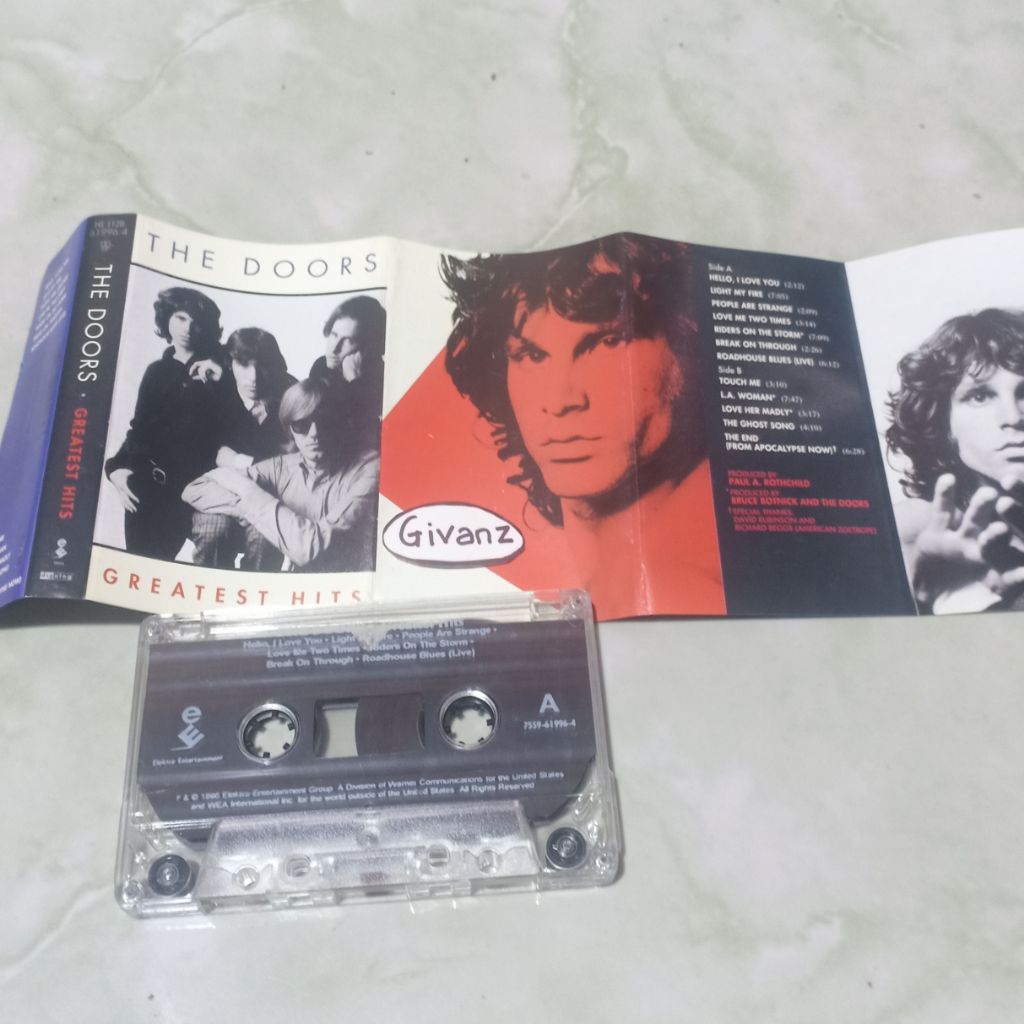 61996-4
THE DOORS · GREATEST HITS
digital
THE DOORS
GREATEST HITS
Givanz
Side A
HELLO, I LOVE YOU (2:12)
LIGHT MY FIRE (7:05)
PEOPLE ARE STRANGE (2:09)
LOVE ME TWO TIMES (3:14)
RIDERS ON THE STORM* (7:09)
BREAK ON THROUGH (2:26)
ROADHOUSE BLUES (LIVE) (6:12)
Side B
TOUCH ME (3:10)
L.A. WOMAN* (7:47)
LOVE HER MADLY* (3:17)
THE GHOST SONG (4:10)
THE END
(FROM APOCALYPSE NOW)† (6:28)
PRODUCED BY
PAUL A. ROTHCHILD
*PRODUCED BY
BRUCE BOTNICK AND THE DOORS
†SPECIAL THANKS,
DAVID RUBINSON AND
RICHARD BEGGS (AMERICAN ZOETROPE)
Hello, I Love You • Light My Fire • People Are Strange •
Love Me Two Times • Riders On The Storm •
Break On Through • Roadhouse Blues (Live)
A
7559-61996-4
Elektra Entertainment
℗ & © Elektra Entertainment Group A Division of Warner Communications for the United States
and WEA International Inc. for the world outside of the United States All Rights Reserved